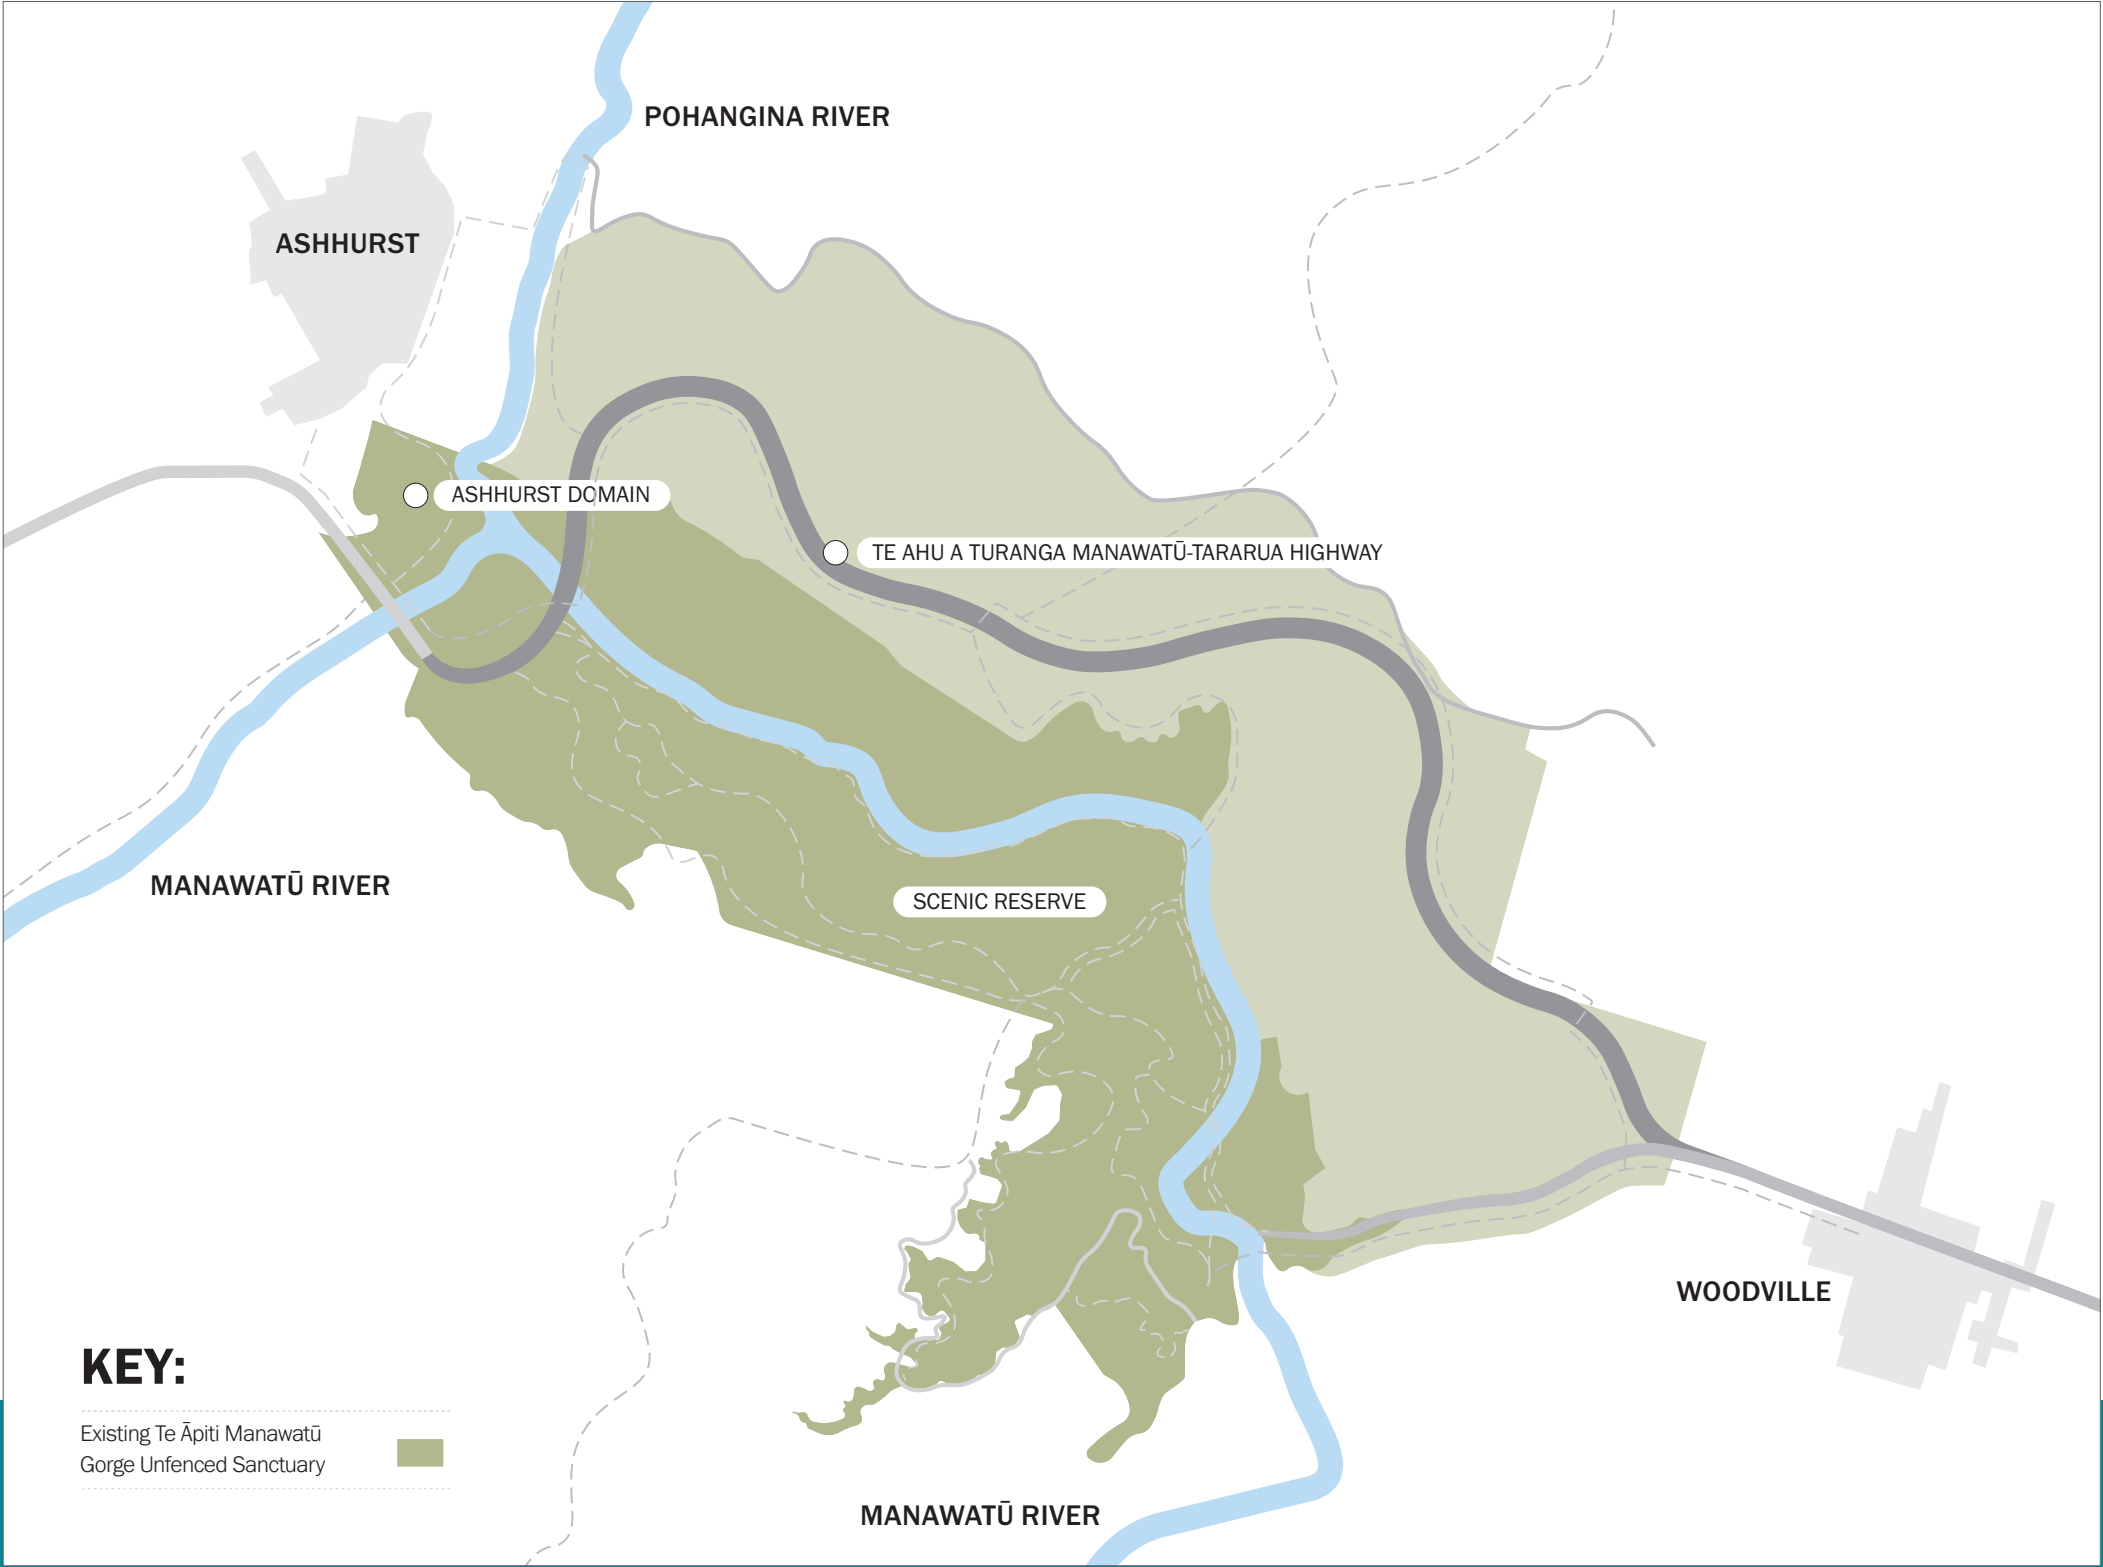 POHANGINA RIVER
ASHHURST
ASHHURST DOMAIN
TE AHU A TURANGA MANAWATŪ-TARARUA HIGHWAY
MANAWATŪ RIVER
SCENIC RESERVE
WOODVILLE
KEY:
Existing Te Āpiti Manawatū
Gorge Unfenced Sanctuary
MANAWATŪ RIVER